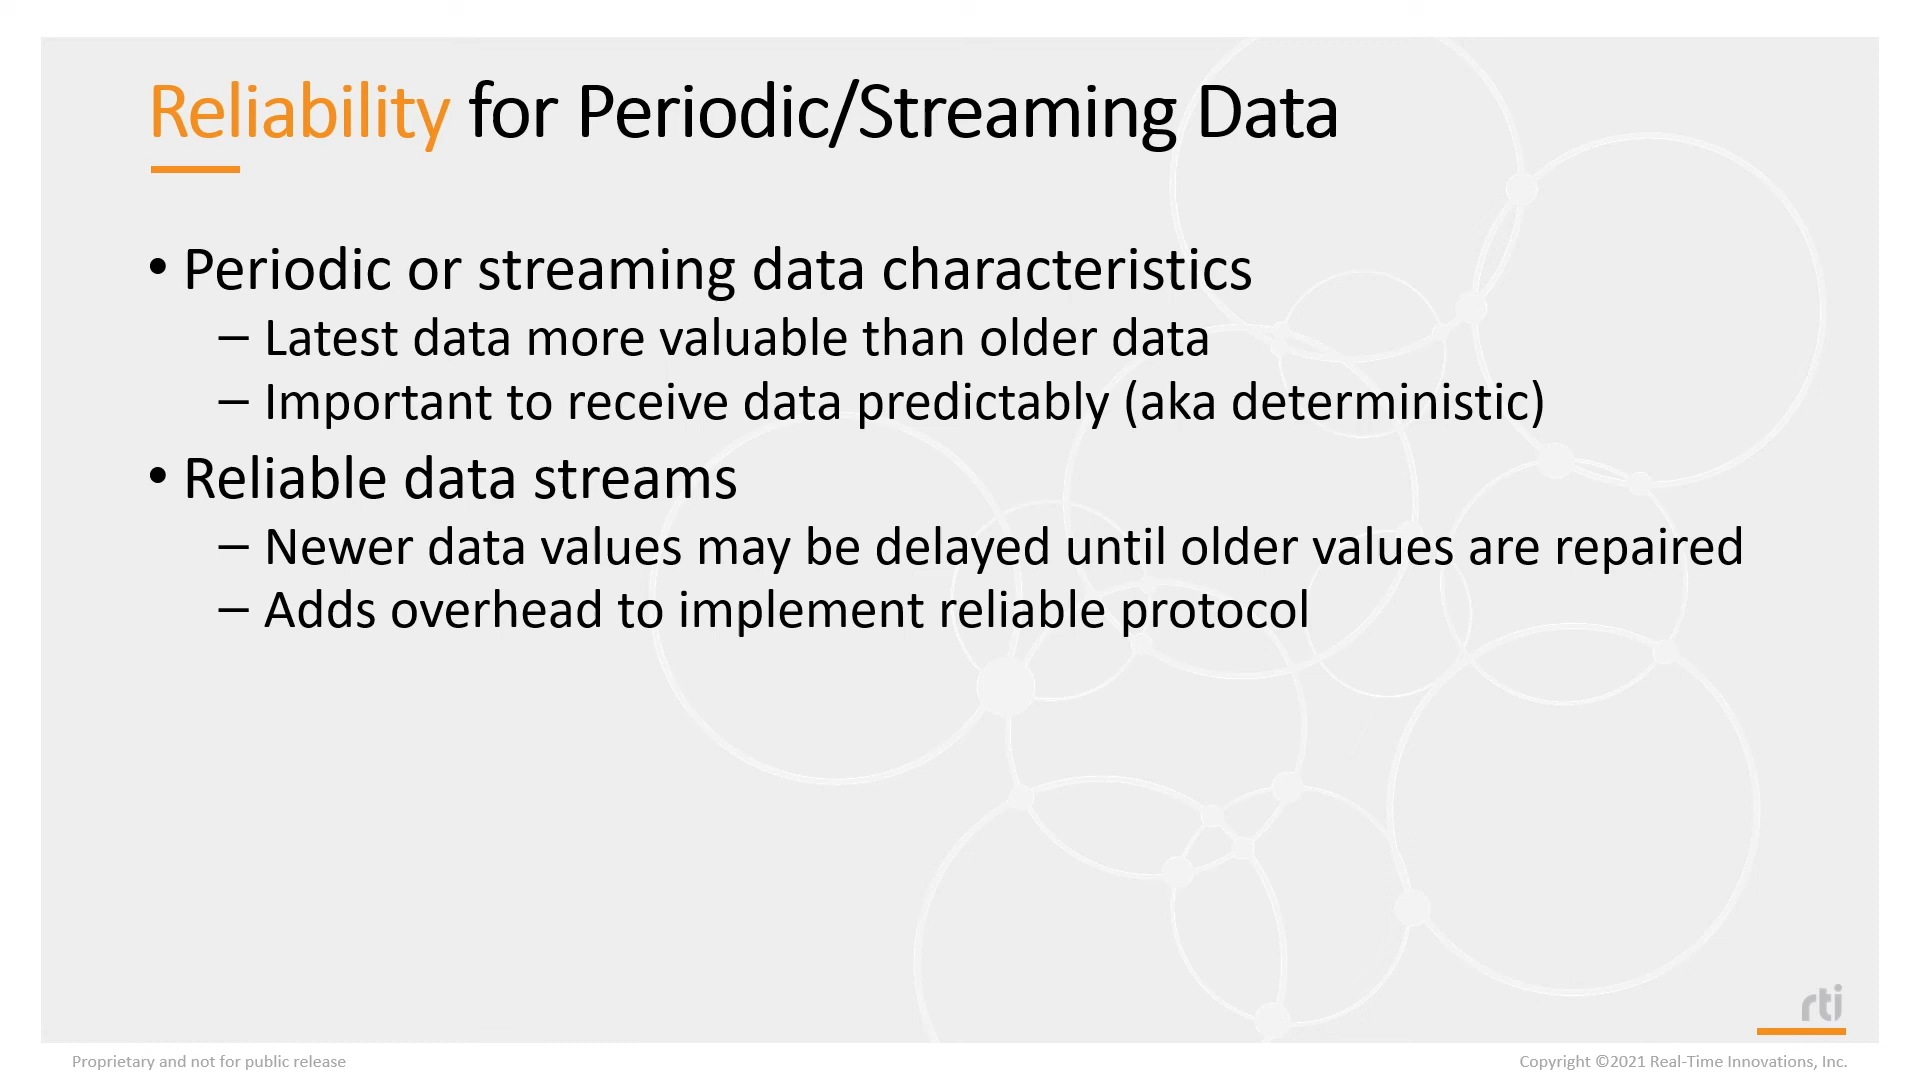 Reliability for Periodic/Streaming Data
• Periodic or streaming data characteristics
– Latest data more valuable than older data
– Important to receive data predictably (aka deterministic)
• Reliable data streams
– Newer data values may be delayed until older values are repaired
– Adds overhead to implement reliable protocol
rti
Proprietary and not for public release
Copyright ©2021 Real-Time Innovations, Inc.